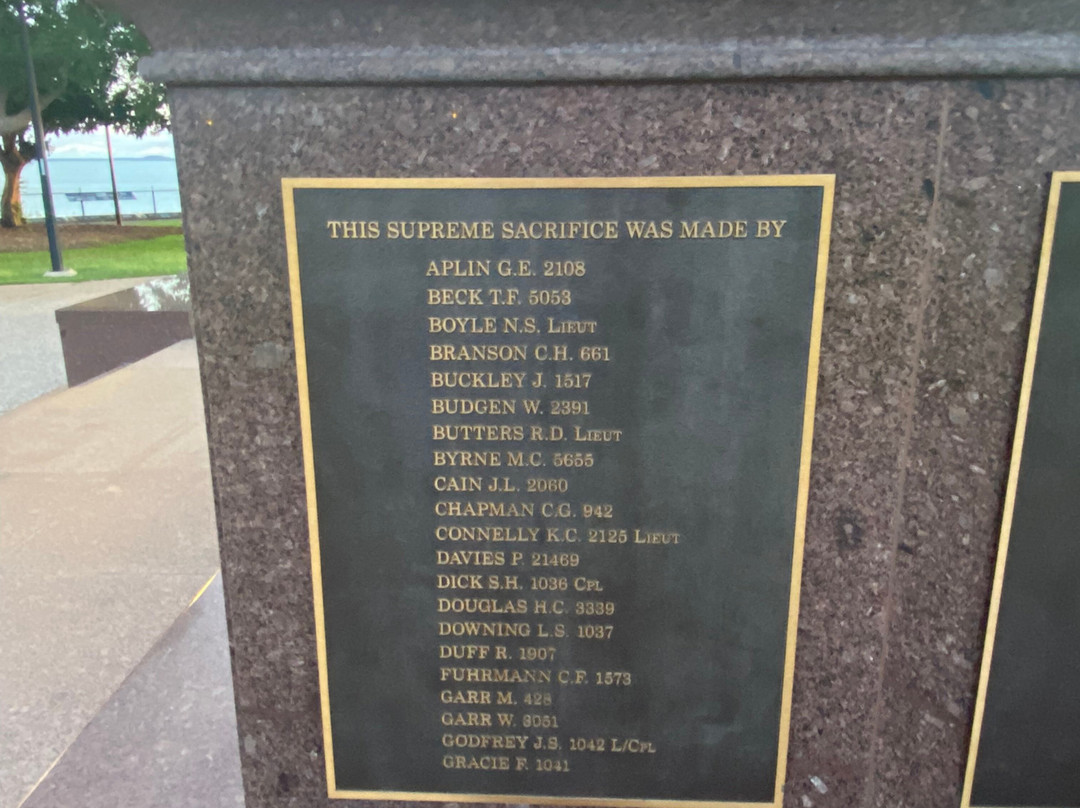 THIS SUPREME SACRIFICE WAS MADE BY
APLIN G.E. 2108
BECK T.F. 5053
BOYLE N.S. LIEUT
BRANSON C.H. 661
BUCKLEY J. 1517
BUDGEN W. 2391
BUTTERS R.D. LIEUT
BYRNE M.C. 5655
CAIN J.L. 2060
CHAPMAN C.G. 942
CONNELLY K.C. 2125 LIEUT
DAVIES P. 21469
DICK S.H. 1036 CPL
DOUGLAS H.C. 3339
DOWNING L.S. 1037
DUFF R. 1907
FUHRMANN C.F. 1573
GARR M. 428
GARR W. 3051
GODFREY J.S. 1042 L/CPL
GRACIE F. 1041